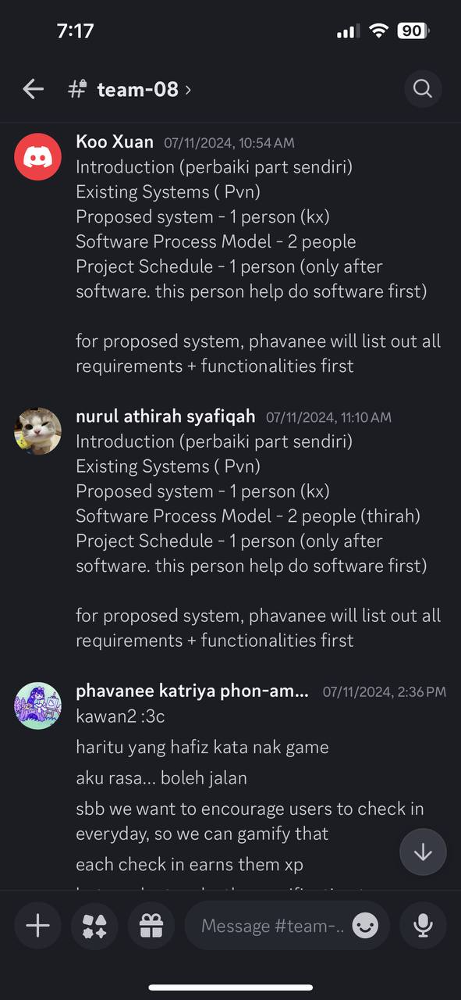 7:17
90
team-08
Koo Xuan 07/11/2024, 10:54 AM
Introduction (perbaiki part sendiri)
Existing Systems ( Pvn)
Proposed system - 1 person (kx)
Software Process Model - 2 people
Project Schedule - 1 person (only after
software. this person help do software first)
for proposed system, phavanee will list out all
requirements + functionalities first
nurul athirah syafiqah 07/11/2024, 11:10 AM
Introduction (perbaiki part sendiri)
Existing Systems ( Pvn)
Proposed system - 1 person (kx)
Software Process Model - 2 people (thirah)
Project Schedule - 1 person (only after
software. this person help do software first)
for proposed system, phavanee will list out all
requirements + functionalities first
phavanee katriya phon-am... 07/11/2024, 2:36 PM
kawan2 :3c
haritu yang hafiz kata nak game
aku rasa... boleh jalan
sbb we want to encourage users to check in
everyday, so we can gamify that
each check in earns them xp
Message #team-..